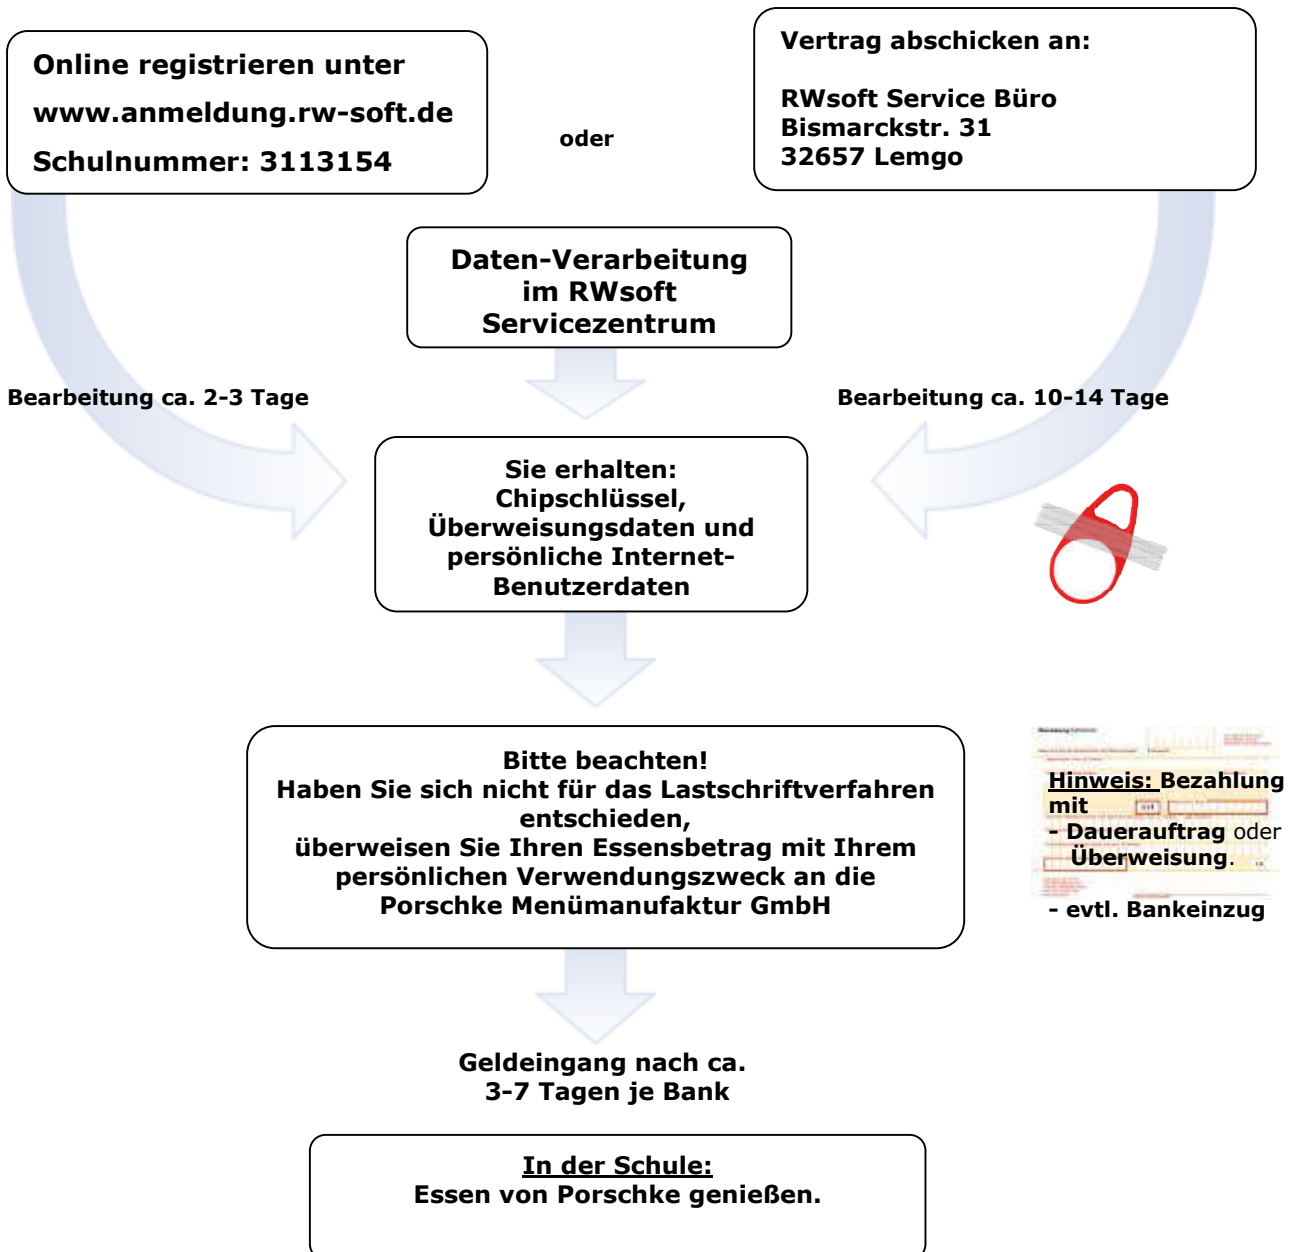 Online registrieren unter
www.anmeldung.rw-soft.de
Schulnummer: 3113154
oder
Vertrag abschicken an:
RWsoft Service Büro
Bismarckstr. 31
32657 Lemgo
Daten-Verarbeitung
im RWsoft
Servicezentrum
Bearbeitung ca. 2-3 Tage
Bearbeitung ca. 10-14 Tage
Sie erhalten:
Chipschlüssel,
Überweisungsdaten und
persönliche Internet-
Benutzerdaten
Bitte beachten!
Haben Sie sich nicht für das Lastschriftverfahren
entschieden,
überweisen Sie Ihren Essensbetrag mit Ihrem
persönlichen Verwendungszweck an die
Porschke Menümanufaktur GmbH
Hinweis: Bezahlung
mit
- Dauerauftrag oder
Überweisung.
- evtl. Bankeinzug
Geldeingang nach ca.
3-7 Tagen je Bank
In der Schule:
Essen von Porschke genießen.